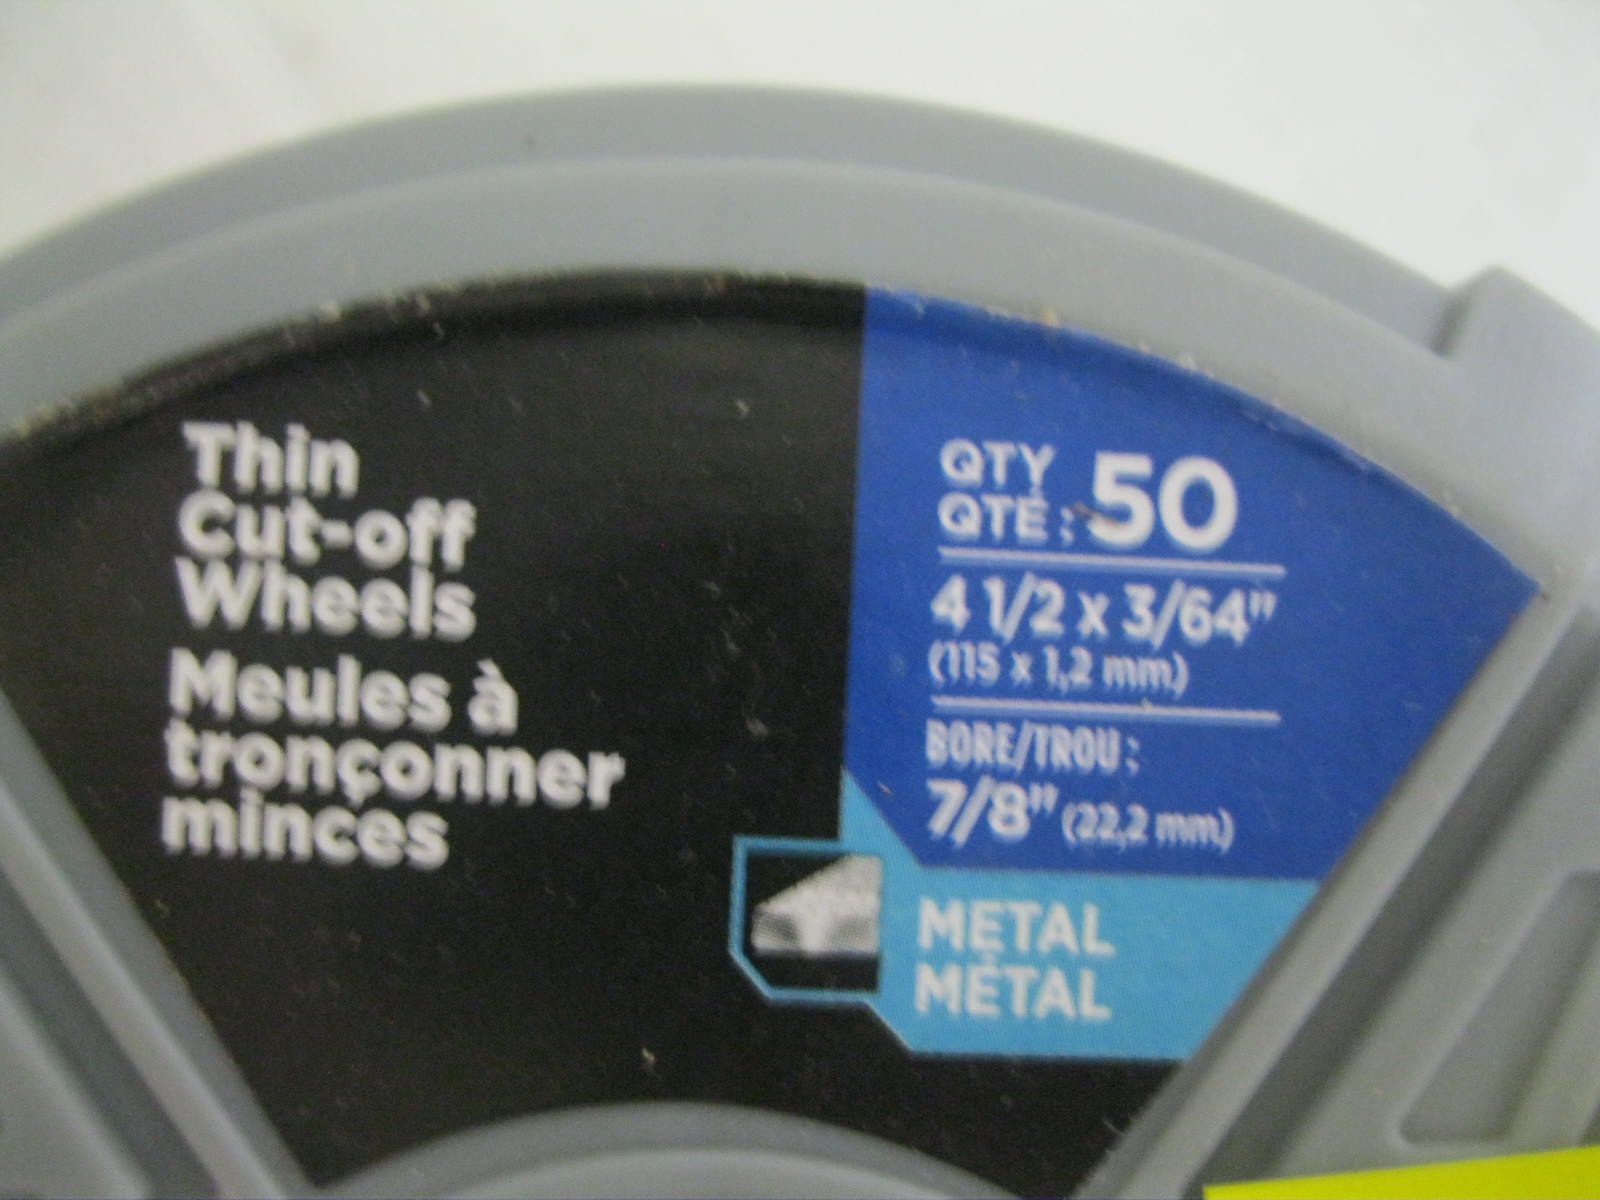 Thin
Cut-off
Wheels
Meules à
tronçonner
minces
QTY
QTÉ : 50
4 1/2 x 3/64"
(115 x 1,2 mm)
BORE/TROU :
7/8" (22,2 mm)
METAL
MÉTAL